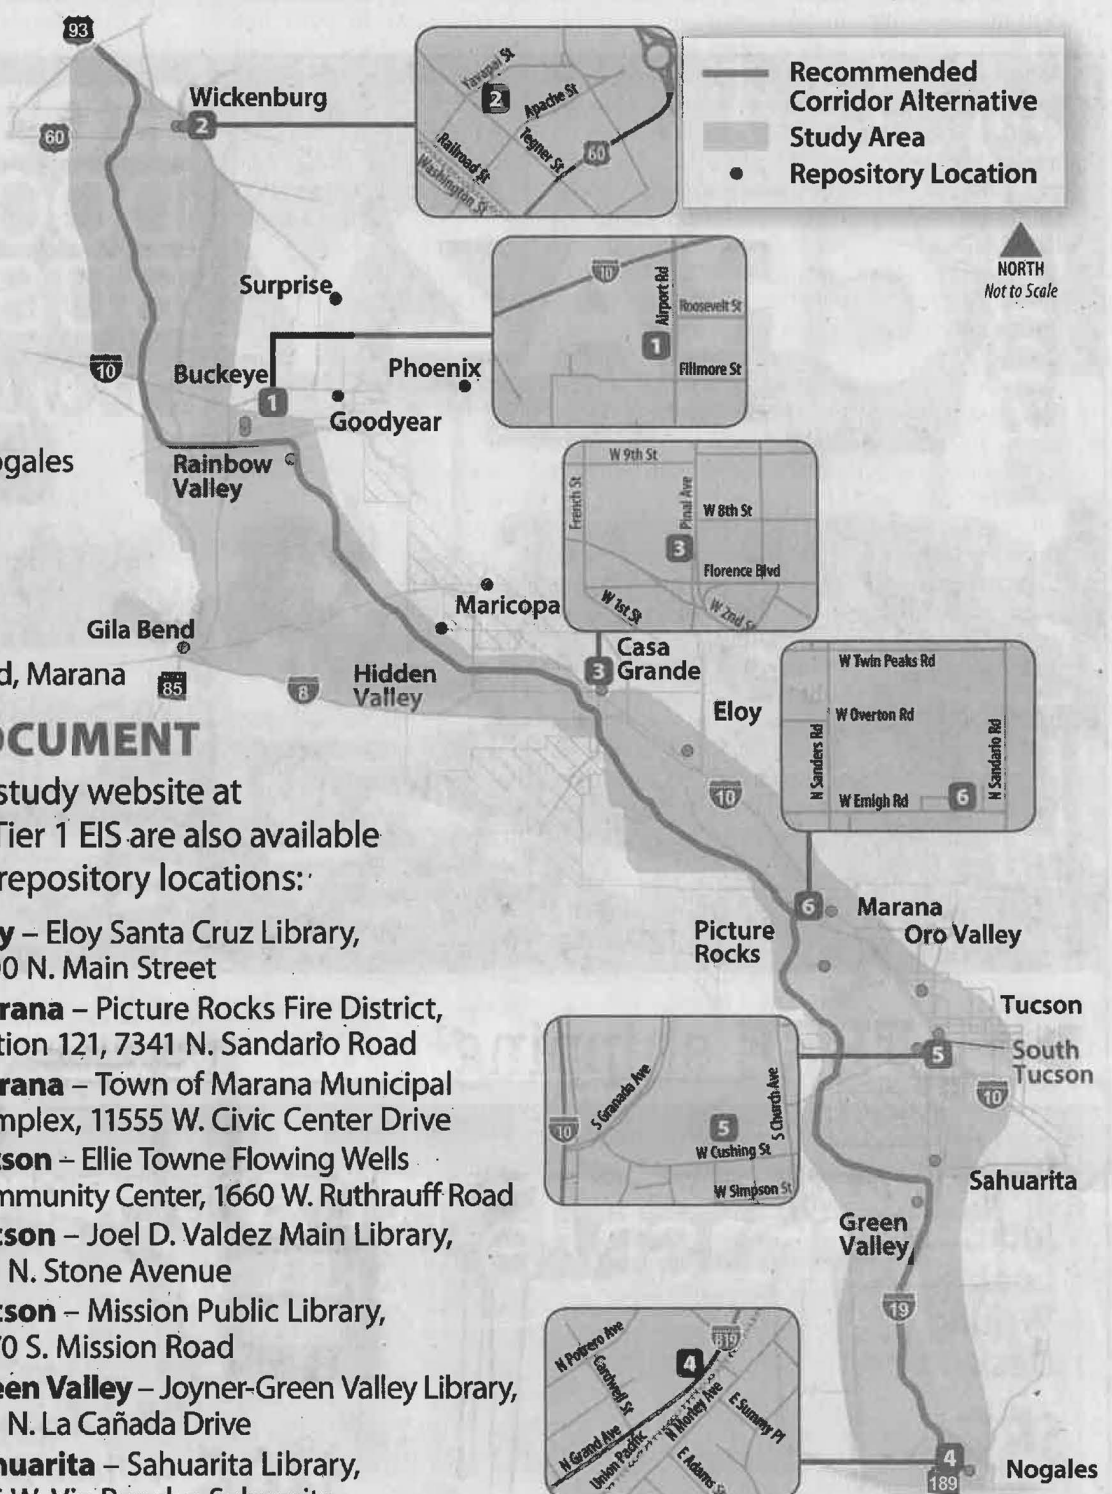 93
Wickenburg
60
2
Yavapai St
2
Apache St
Tegner St
Railroad St
Washington St
60
Recommended
Corridor Alternative
Study Area
Repository Location
NORTH
Not to Scale
Surprise
10
Airport Rd
Roosevelt St
1
Fillmore St
10
Buckeye
1
Phoenix
Goodyear
ogales
Rainbow
Valley
W 9th St
French St
Pinal Ave
W 8th St
3
Florence Blvd
W 1st St
W 2nd St
Maricopa
Gila Bend
d, Marana
85
8
Hidden
Valley
3
Casa
Grande
Eloy
10
W Twin Peaks Rd
W Overton Rd
N Sanders Rd
N Sandario Rd
W Emigh Rd
6
OCUMENT
study website at
Tier 1 EIS are also available
repository locations:
y – Eloy Santa Cruz Library,
0 N. Main Street
rana – Picture Rocks Fire District,
tion 121, 7341 N. Sandario Road
rana – Town of Marana Municipal
mplex, 11555 W. Civic Center Drive
son – Ellie Towne Flowing Wells
mmunity Center, 1660 W. Ruthrauff Road
son – Joel D. Valdez Main Library,
N. Stone Avenue
son – Mission Public Library,
0 S. Mission Road
een Valley – Joyner-Green Valley Library,
N. La Cañada Drive
huarita – Sahuarita Library,
6
Marana
Oro Valley
Picture
Rocks
Tucson
South
Tucson
5
10
10
S Granada Ave
S Church Ave
5
W Cushing St
W Simpson St
Sahuarita
Green
Valley
19
N Potrero Ave
Cardwell St
4
B19
N Grand Ave
Union Pacific
N Morley Ave
E Summy Pl
E Adams St
4
189
Nogales